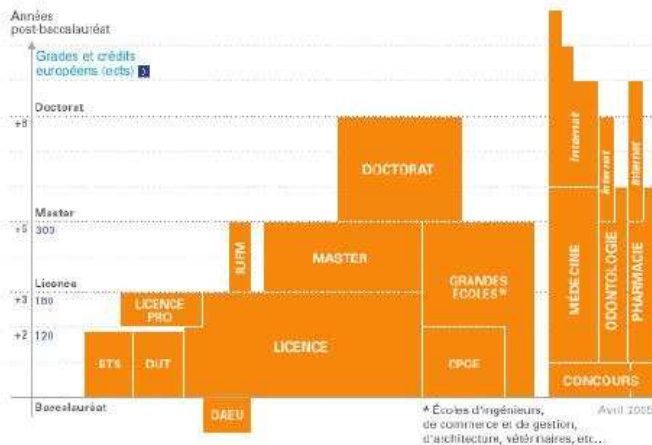 Années
post-baccalauréat
Grades et crédits
européens (ects)
Doctorat
+8
DOCTORAT
Internat
Internat
Internat
Master
+5 300
IUFM
MASTER
GRANDES
ÉCOLES*
MÉDECINE
ODONTOLOGIE
PHARMACIE
Licence
+3 180
LICENCE
PRO
+2 120
BTS
DUT
LICENCE
CPGE
CONCOURS
Baccalauréat
DAEU
* Écoles d'ingénieurs,
de commerce et de gestion,
d'architecture, vétérinaires, etc...
Avril 2005